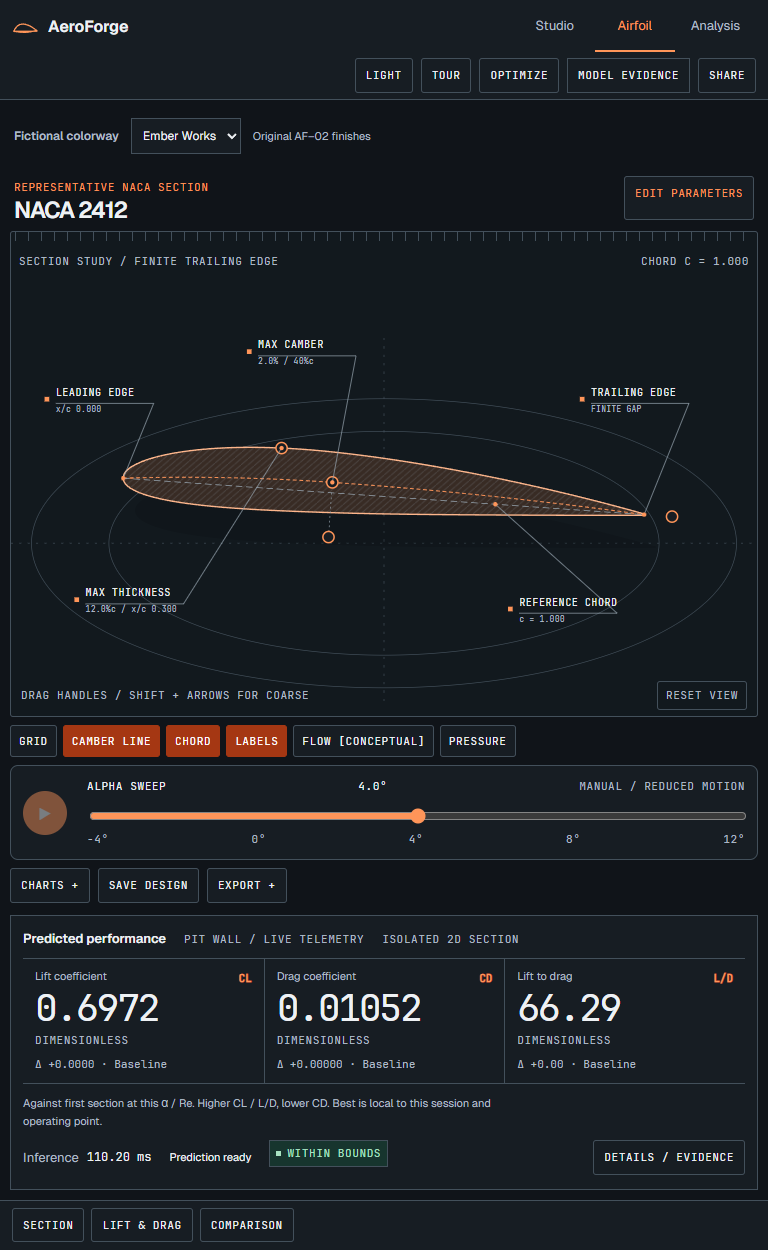 AeroForge
Studio Airfoil Analysis
LIGHT TOUR OPTIMIZE MODEL EVIDENCE SHARE
Fictional colorway Ember Works Original AF–02 finishes
REPRESENTATIVE NACA SECTION
NACA 2412
EDIT PARAMETERS
SECTION STUDY / FINITE TRAILING EDGE CHORD C = 1.000
MAX CAMBER
2.0% / 40%c
LEADING EDGE
x/c 0.000
TRAILING EDGE
FINITE GAP
MAX THICKNESS
12.0%c / x/c 0.300
REFERENCE CHORD
c = 1.000
DRAG HANDLES / SHIFT + ARROWS FOR COARSE RESET VIEW
GRID CAMBER LINE CHORD LABELS FLOW [CONCEPTUAL] PRESSURE
ALPHA SWEEP 4.0° MANUAL / REDUCED MOTION
-4° 0° 4° 8° 12°
CHARTS + SAVE DESIGN EXPORT +
Predicted performance PIT WALL / LIVE TELEMETRY ISOLATED 2D SECTION
Lift coefficient CL Drag coefficient CD Lift to drag L/D
0.6972 0.01052 66.29
DIMENSIONLESS DIMENSIONLESS DIMENSIONLESS
Δ +0.0000 · Baseline Δ +0.00000 · Baseline Δ +0.00 · Baseline
Against first section at this α / Re. Higher CL / L/D, lower CD. Best is local to this session and
operating point.
Inference 110.20 ms Prediction ready WITHIN BOUNDS DETAILS / EVIDENCE
SECTION LIFT & DRAG COMPARISON